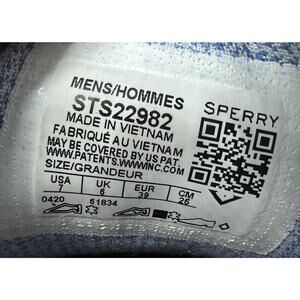 MENS/HOMMES
STS22982
SPERRY
MADE IN VIETNAM
FABRIQUÉ AU VIETNAM
MAY BE COVERED BY U.S. PAT.
WWW.PATENTS.WWWINC.COM
SIZE/GRANDEUR
USA UK EUR CM
7 6 39 25
0420 61834